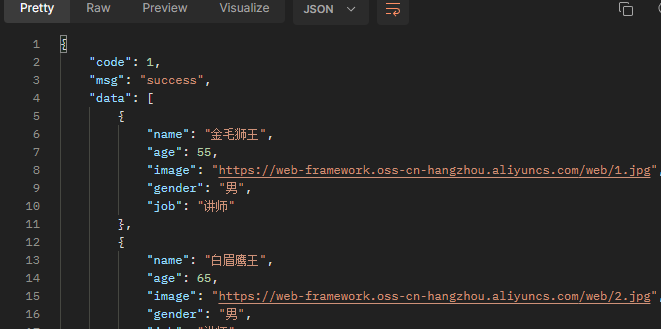 Pretty Raw Preview Visualize JSON
1 {
2 "code": 1,
3 "msg": "success",
4 "data": [
5 {
6 "name": "金毛狮王",
7 "age": 55,
8 "image": "https://web-framework.oss-cn-hangzhou.aliyuncs.com/web/1.jpg",
9 "gender": "男",
10 "job": "讲师"
11 },
12 {
13 "name": "白眉鹰王",
14 "age": 65,
15 "image": "https://web-framework.oss-cn-hangzhou.aliyuncs.com/web/2.jpg",
16 "gender": "男",